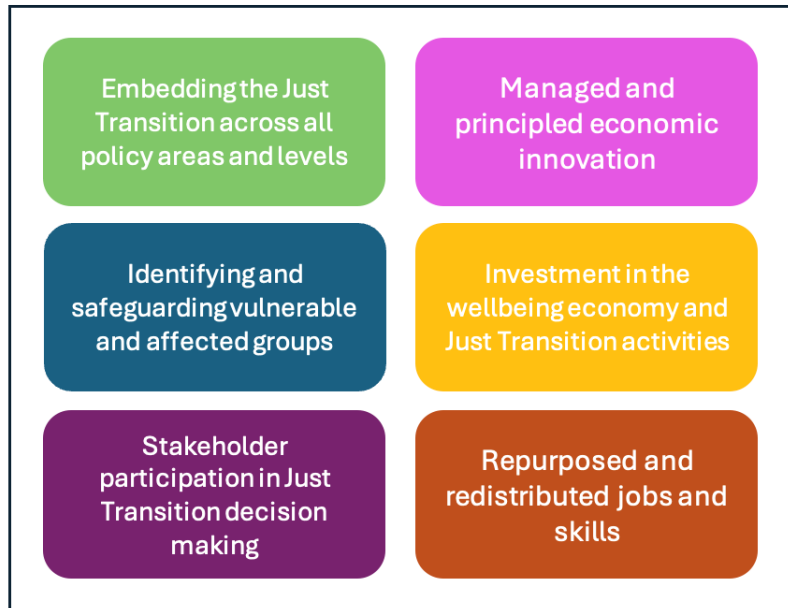 Embedding the Just
Transition across all
policy areas and levels
Managed and
principled economic
innovation
Identifying and
safeguarding vulnerable
and affected groups
Investment in the
wellbeing economy and
Just Transition activities
Stakeholder
participation in Just
Transition decision
making
Repurposed and
redistributed jobs and
skills